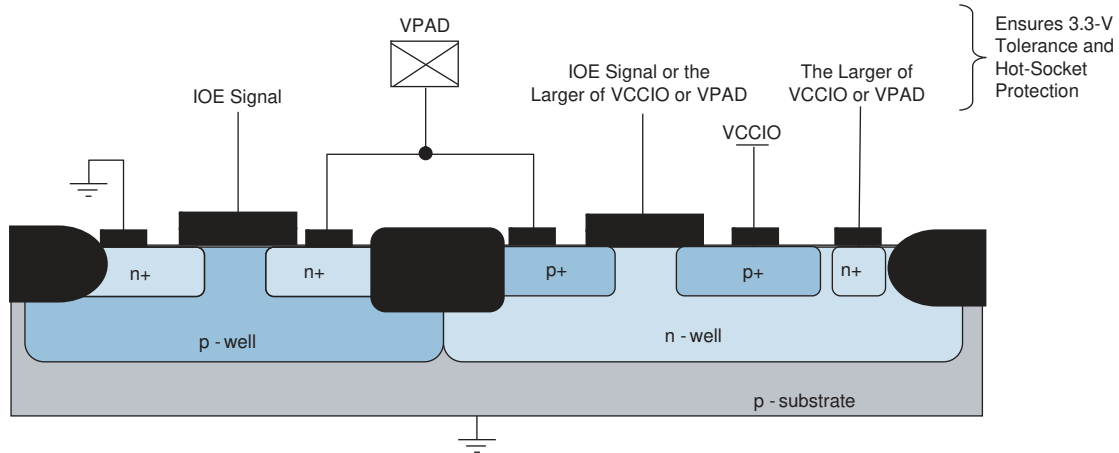 VPAD
Ensures 3.3-V
Tolerance and
Hot-Socket
Protection
IOE Signal
IOE Signal or the
Larger of VCCIO or VPAD
The Larger of
VCCIO or VPAD
VCCIO
n+
n+
p+
p+
n+
p - well
n - well
p - substrate